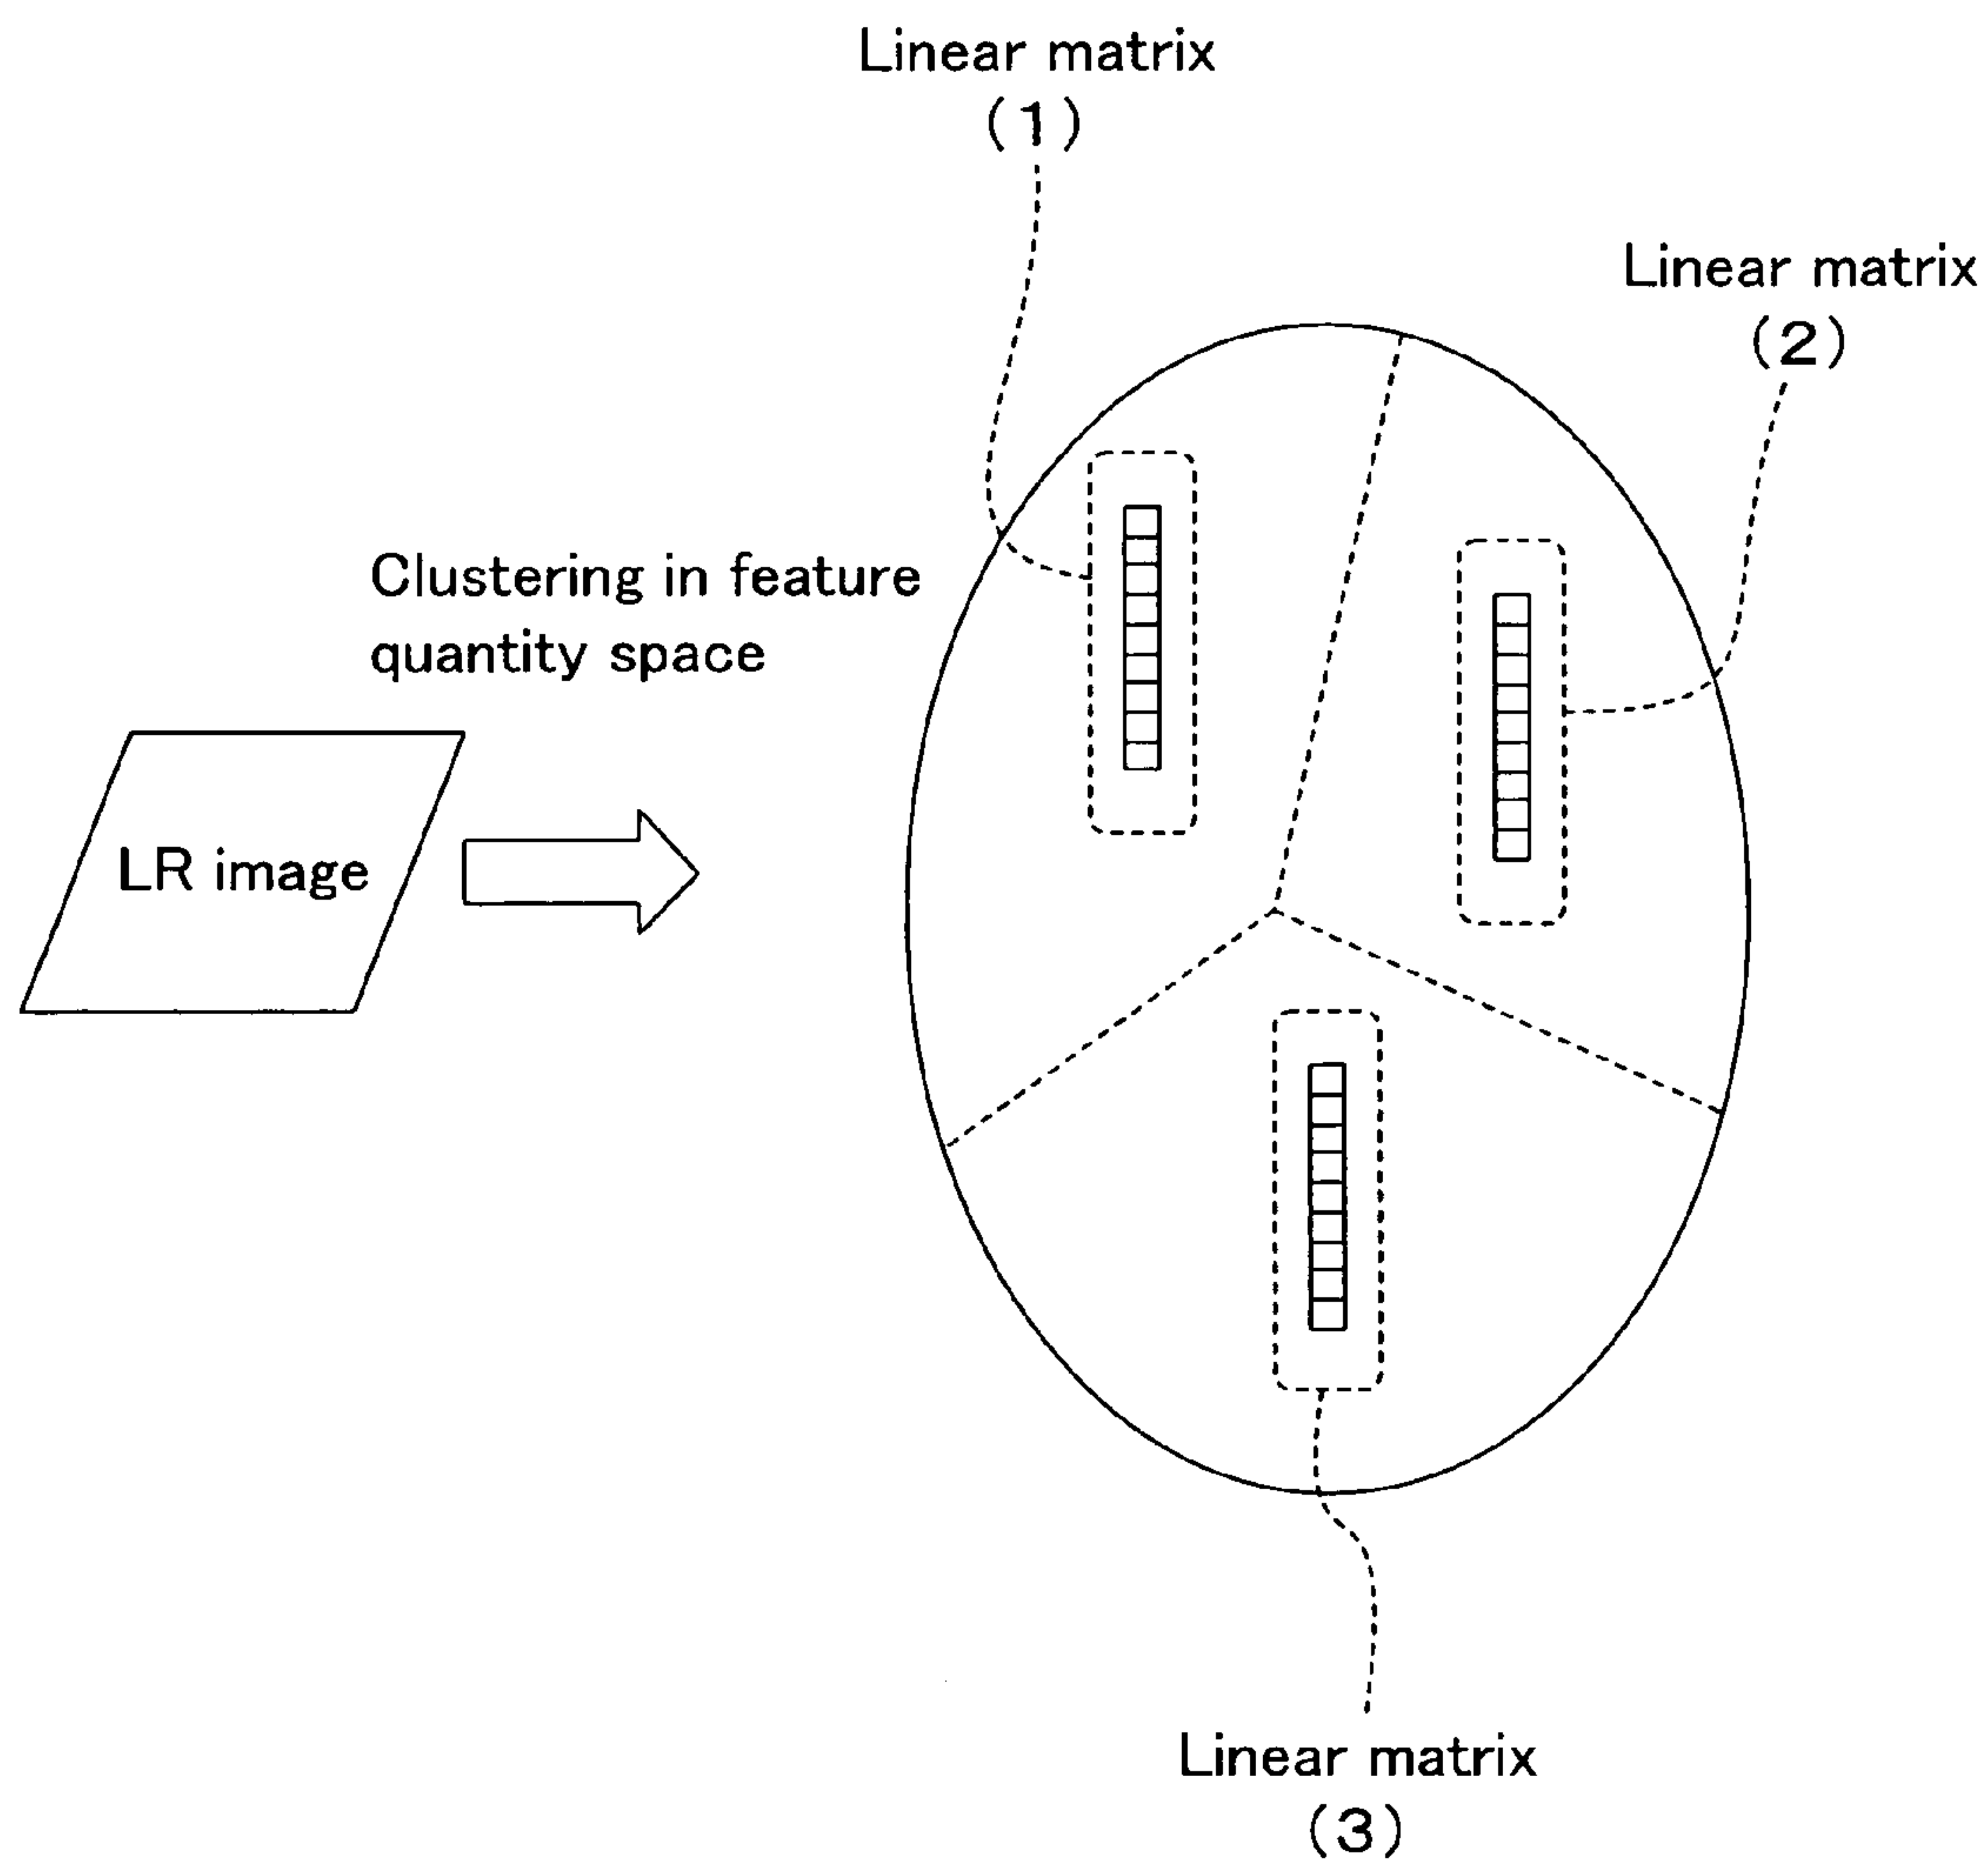 Linear matrix
(1)
Linear matrix
(2)
Clustering in feature
quantity space
LR image
Linear matrix
(3)